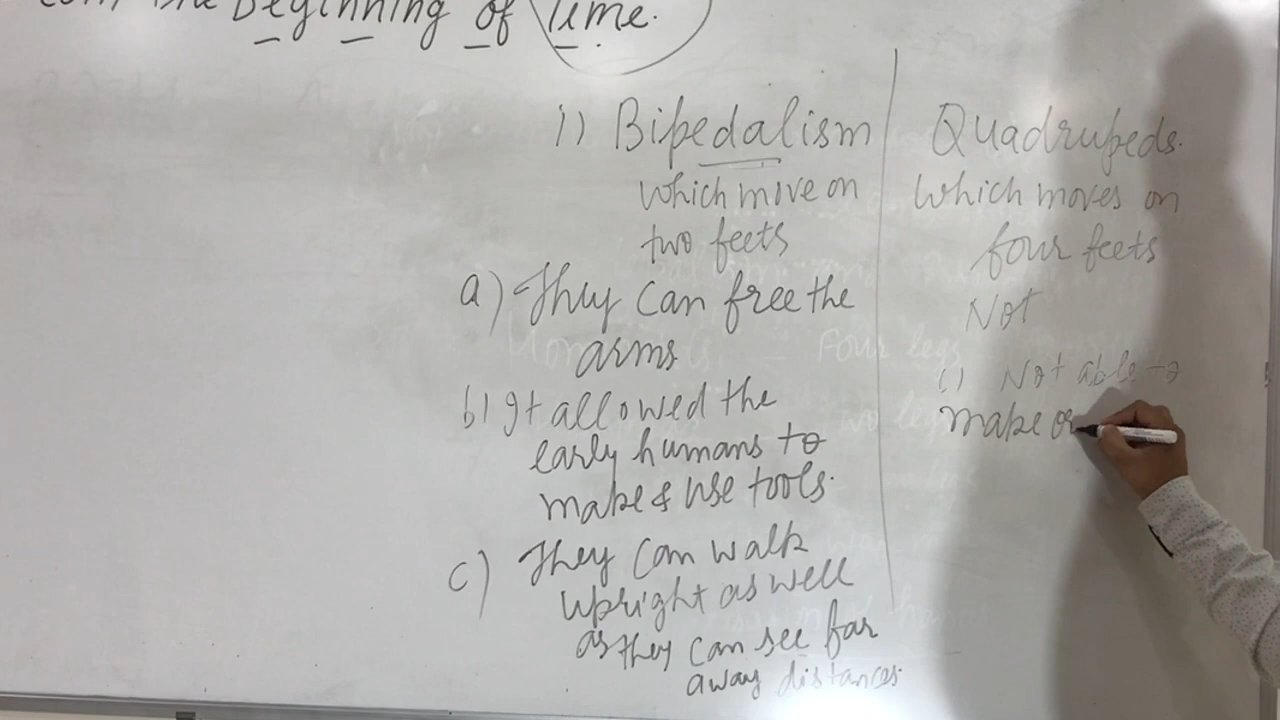 the Beginning of Time.
1) Bipedalism
which move on
two feets
a) They can free the
arms
b) It allowed the
early humans to
make & use tools.
c) They can walk
upright as well
as they can see far
away distances.
Quadrupeds.
which moves on
four feets
Not
i) Not able to
make or